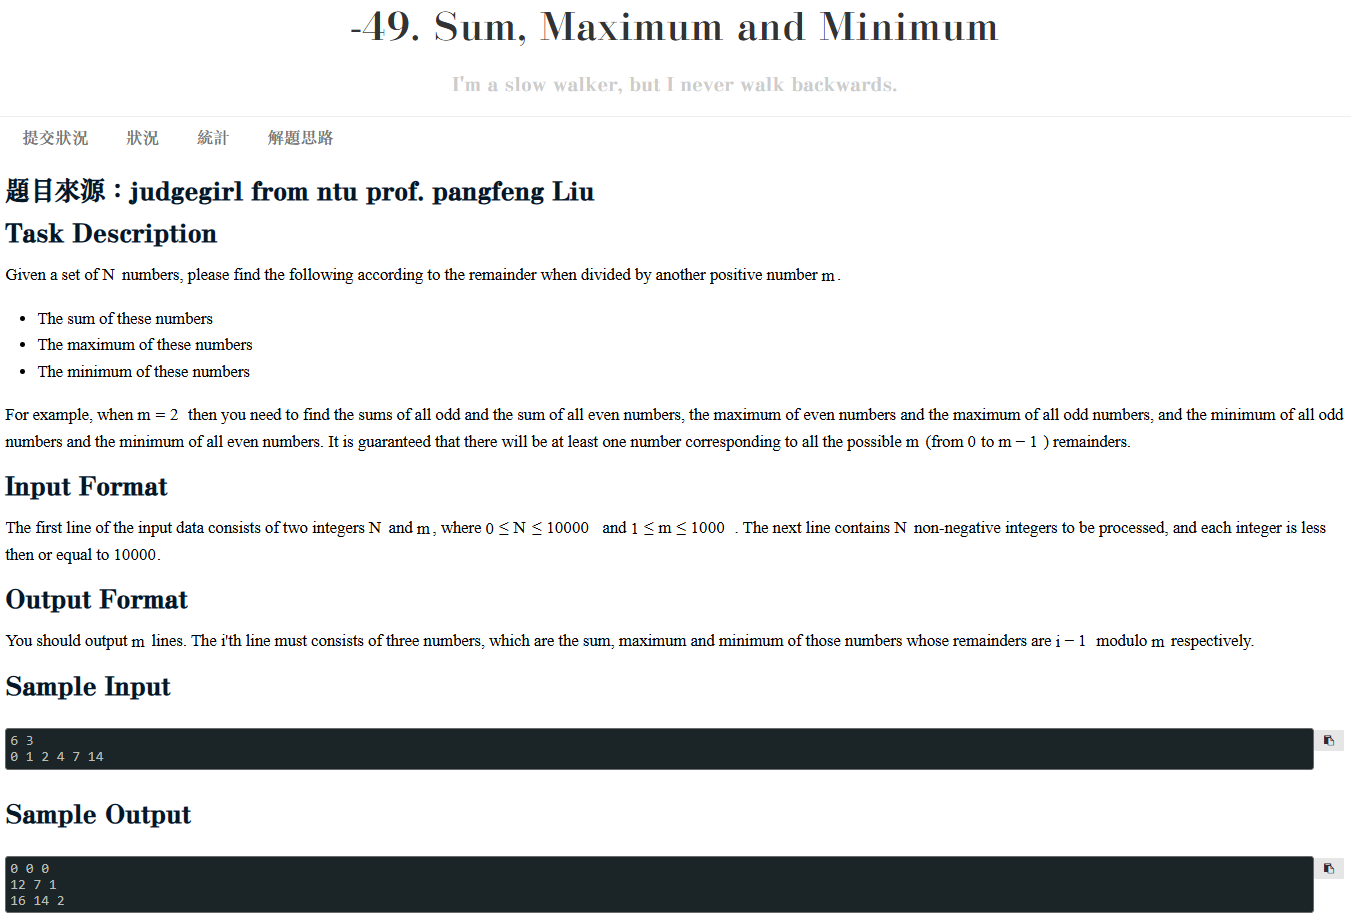 -49. Sum, Maximum and Minimum
I'm a slow walker, but I never walk backwards.
提交狀況 狀況 統計 解題思路
題目來源：judgegirl from ntu prof. pangfeng Liu
Task Description
Given a set of N numbers, please find the following according to the remainder when divided by another positive number m.
• The sum of these numbers
• The maximum of these numbers
• The minimum of these numbers
For example, when m = 2 then you need to find the sums of all odd and the sum of all even numbers, the maximum of even numbers and the maximum of all odd numbers, and the minimum of all odd
numbers and the minimum of all even numbers. It is guaranteed that there will be at least one number corresponding to all the possible m (from 0 to m − 1 ) remainders.
Input Format
The first line of the input data consists of two integers N and m, where 0 ≤ N ≤ 10000 and 1 ≤ m ≤ 1000 . The next line contains N non-negative integers to be processed, and each integer is less
then or equal to 10000.
Output Format
You should output m lines. The i'th line must consists of three numbers, which are the sum, maximum and minimum of those numbers whose remainders are i − 1 modulo m respectively.
Sample Input
6 3
0 1 2 4 7 14
Sample Output
0 0 0
12 7 1
16 14 2